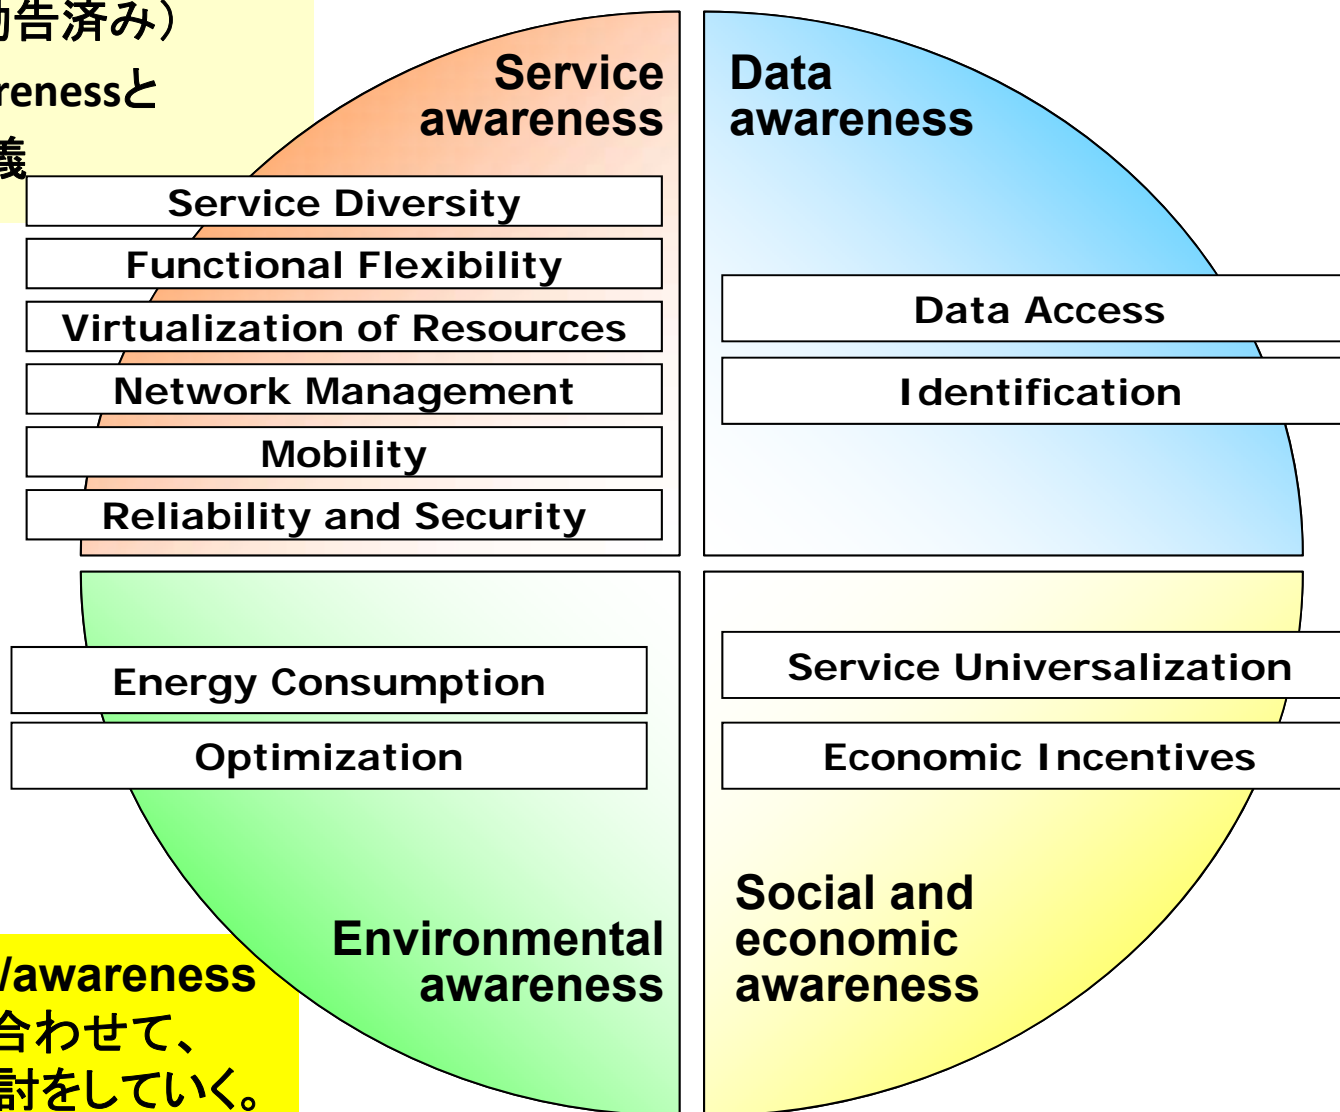 告済み）
renessと
義
Service
awareness
Service Diversity
Functional Flexibility
Virtualization of Resources
Network Management
Mobility
Reliability and Security
Data
awareness
Data Access
Identification
Energy Consumption
Optimization
Environmental
awareness
Service Universalization
Economic Incentives
Social and
economic
awareness
/awareness
合わせて、
討をしていく。